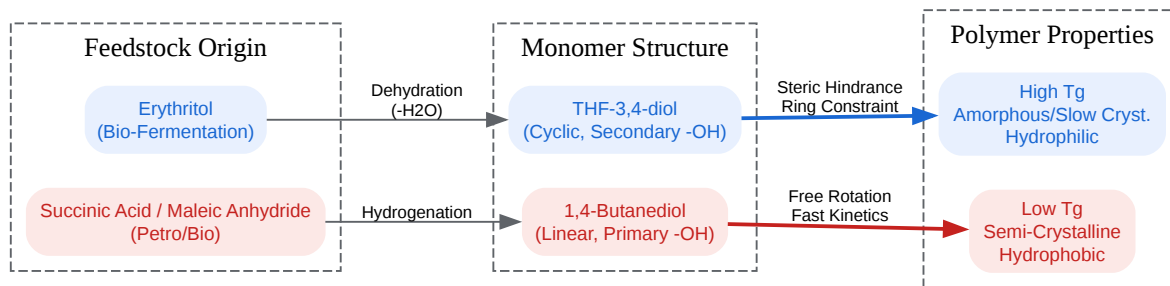 Feedstock Origin
Monomer Structure
Polymer Properties
Erythritol
(Bio-Fermentation)
Dehydration
(-H2O)
THF-3,4-diol
(Cyclic, Secondary -OH)
Steric Hindrance
Ring Constraint
High Tg
Amorphous/Slow Cryst.
Hydrophilic
Succinic Acid / Maleic Anhydride
(Petro/Bio)
Hydrogenation
1,4-Butanediol
(Linear, Primary -OH)
Free Rotation
Fast Kinetics
Low Tg
Semi-Crystalline
Hydrophobic